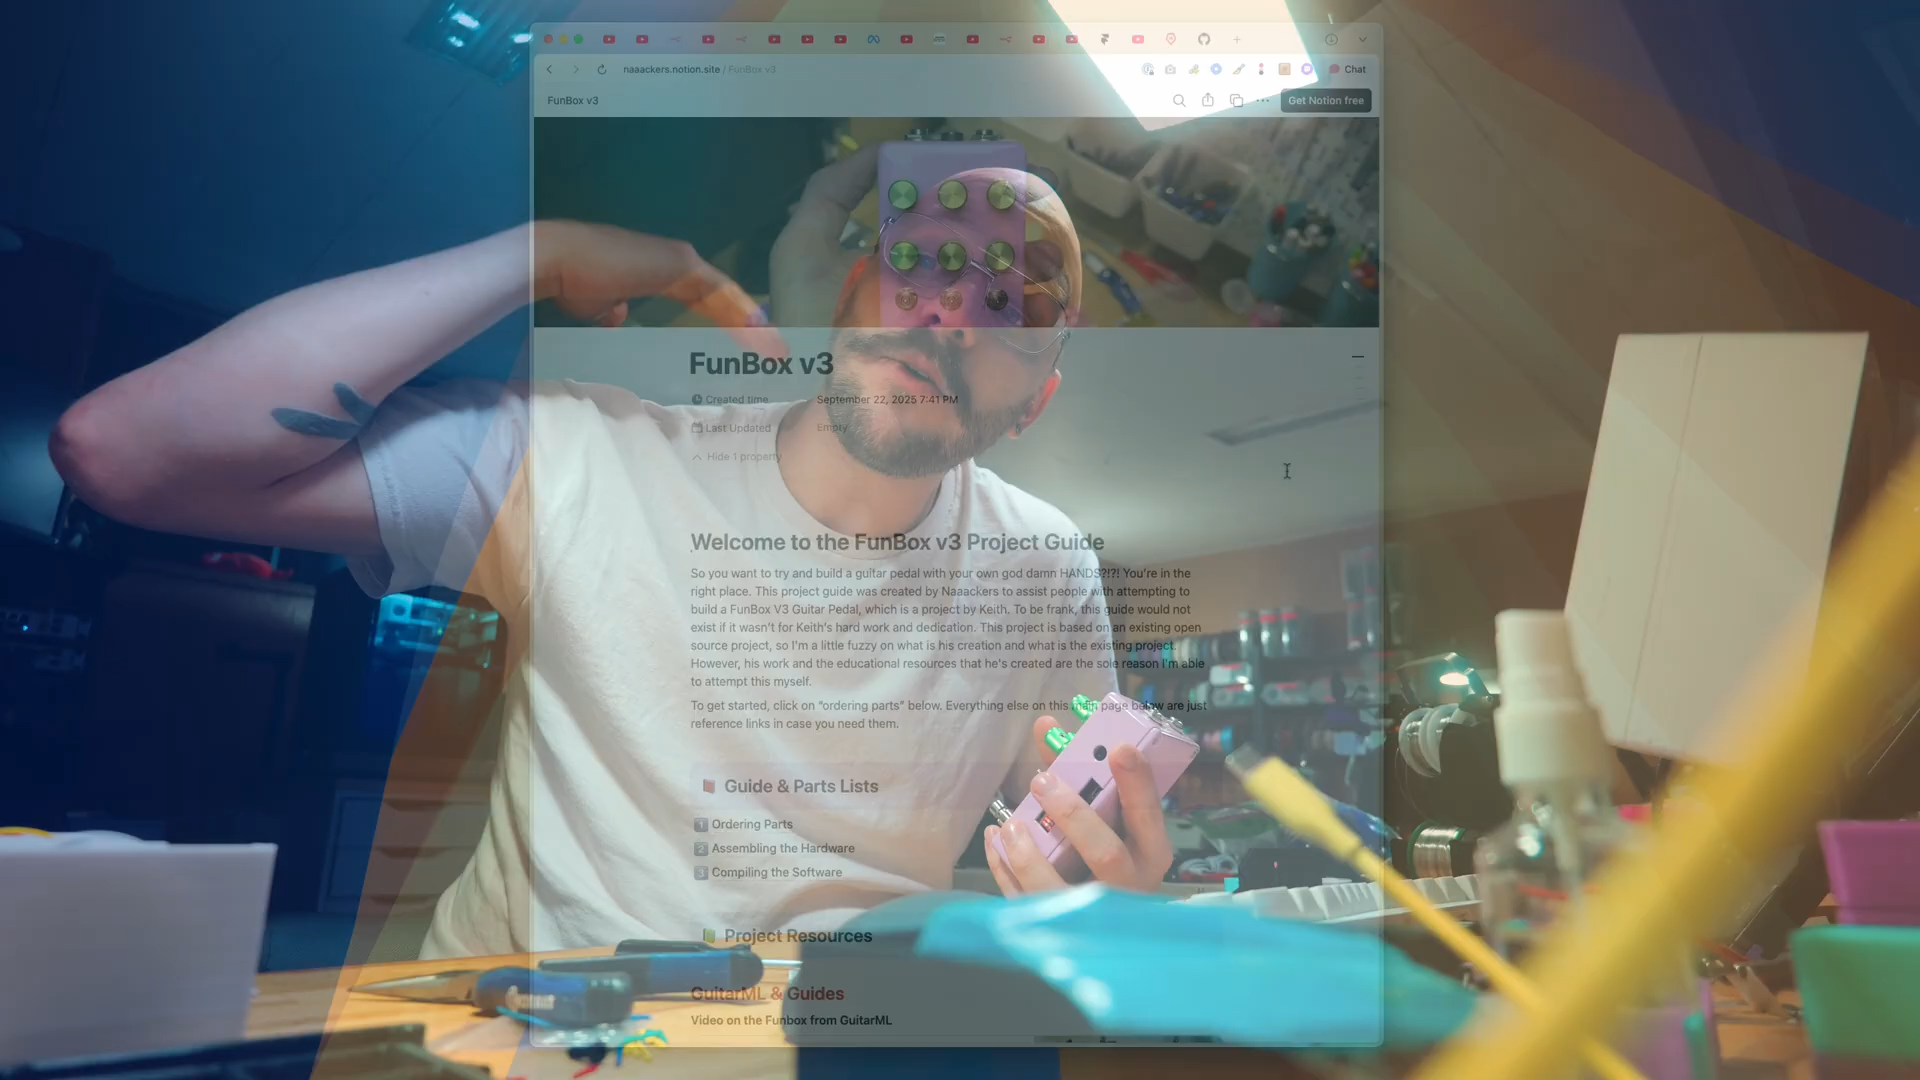 naaackers.notion.site / FunBox v3
Chat
FunBox v3
Get Notion free
FunBox v3
Created time
September 22, 2025 7:41 PM
Last Updated
Empty
Hide 1 property
Welcome to the FunBox v3 Project Guide
So you want to try and build a guitar pedal with your own god damn HANDS?!?! You're in the
right place. This project guide was created by Naaackers to assist people with attempting to
build a FunBox V3 Guitar Pedal, which is a project by Keith. To be frank, this guide would not
exist if it wasn't for Keith's hard work and dedication. This project is based on an existing open
source project, so I'm a little fuzzy on what is his creation and what is the existing project.
However, his work and the educational resources that he's created are the sole reason I'm able
to attempt this myself.
To get started, click on "ordering parts" below. Everything else on this main page below are just
reference links in case you need them.
Guide & Parts Lists
1 Ordering Parts
2 Assembling the Hardware
3 Compiling the Software
Project Resources
GuitarML & Guides
Video on the Funbox from GuitarML